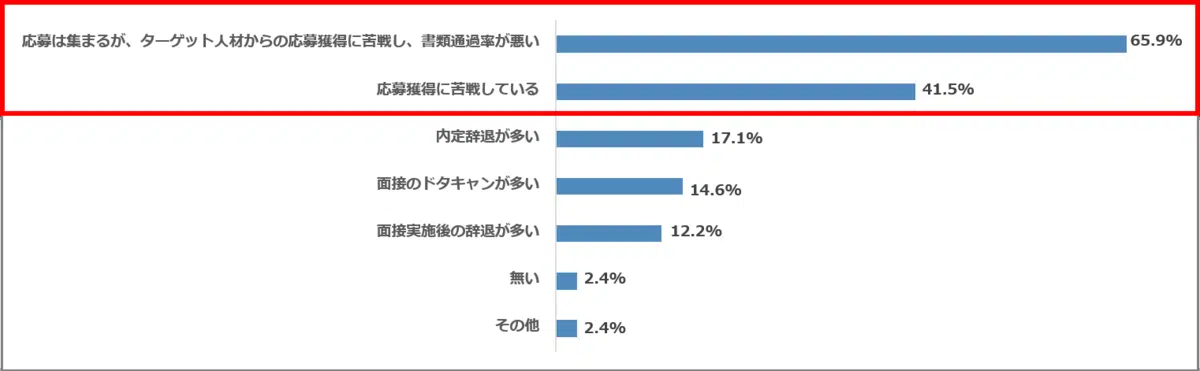 応募は集まるが、ターゲット人材からの応募獲得に苦戦し、書類通過率が悪い 65.9%
応募獲得に苦戦している 41.5%
内定辞退が多い 17.1%
面接のドタキャンが多い 14.6%
面接実施後の辞退が多い 12.2%
無い 2.4%
その他 2.4%